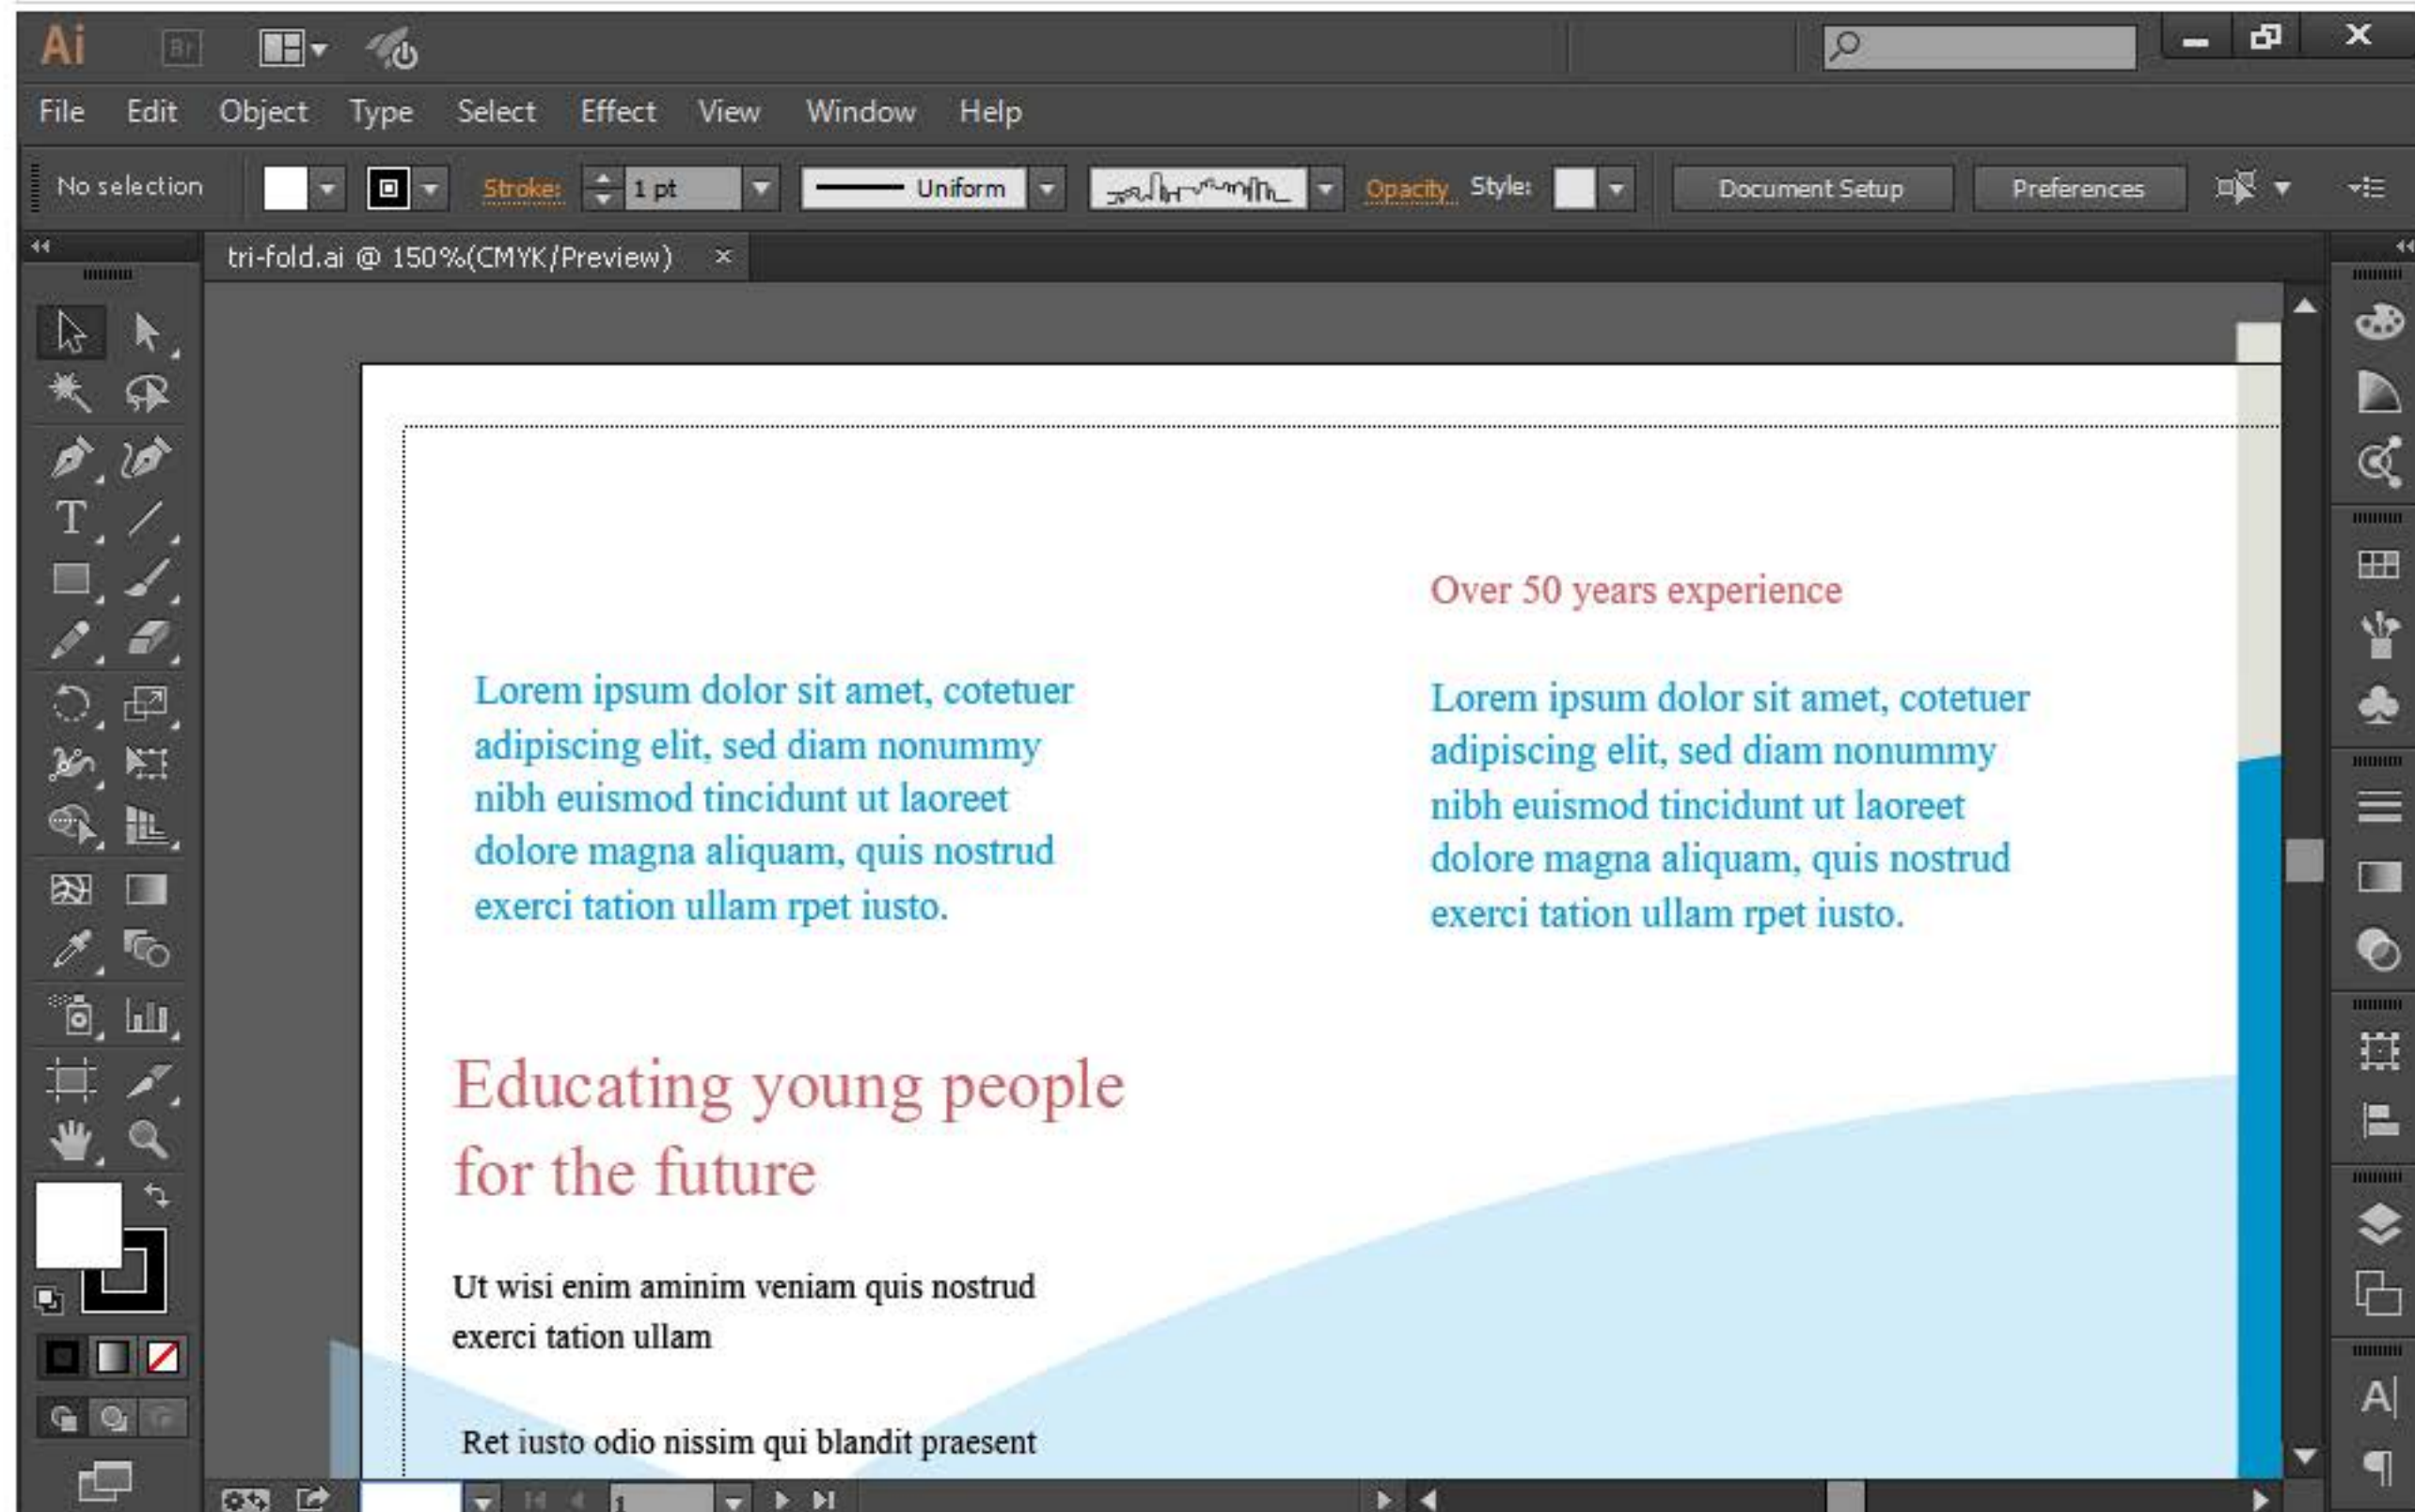 Ai Br
File Edit Object Type Select Effect View Window Help
No selection Stroke: 1 pt Uniform Opacity Style: Document Setup Preferences
tri-fold.ai @ 150%(CMYK/Preview) ×
Over 50 years experience
Lorem ipsum dolor sit amet, cotetuer
adipiscing elit, sed diam nonummy
nibh euismod tincidunt ut laoreet
dolore magna aliquam, quis nostrud
exerci tation ullam rpet iusto.
Lorem ipsum dolor sit amet, cotetuer
adipiscing elit, sed diam nonummy
nibh euismod tincidunt ut laoreet
dolore magna aliquam, quis nostrud
exerci tation ullam rpet iusto.
Educating young people
for the future
Ut wisi enim aminim veniam quis nostrud
exerci tation ullam
Ret iusto odio nissim qui blandit praesent
1